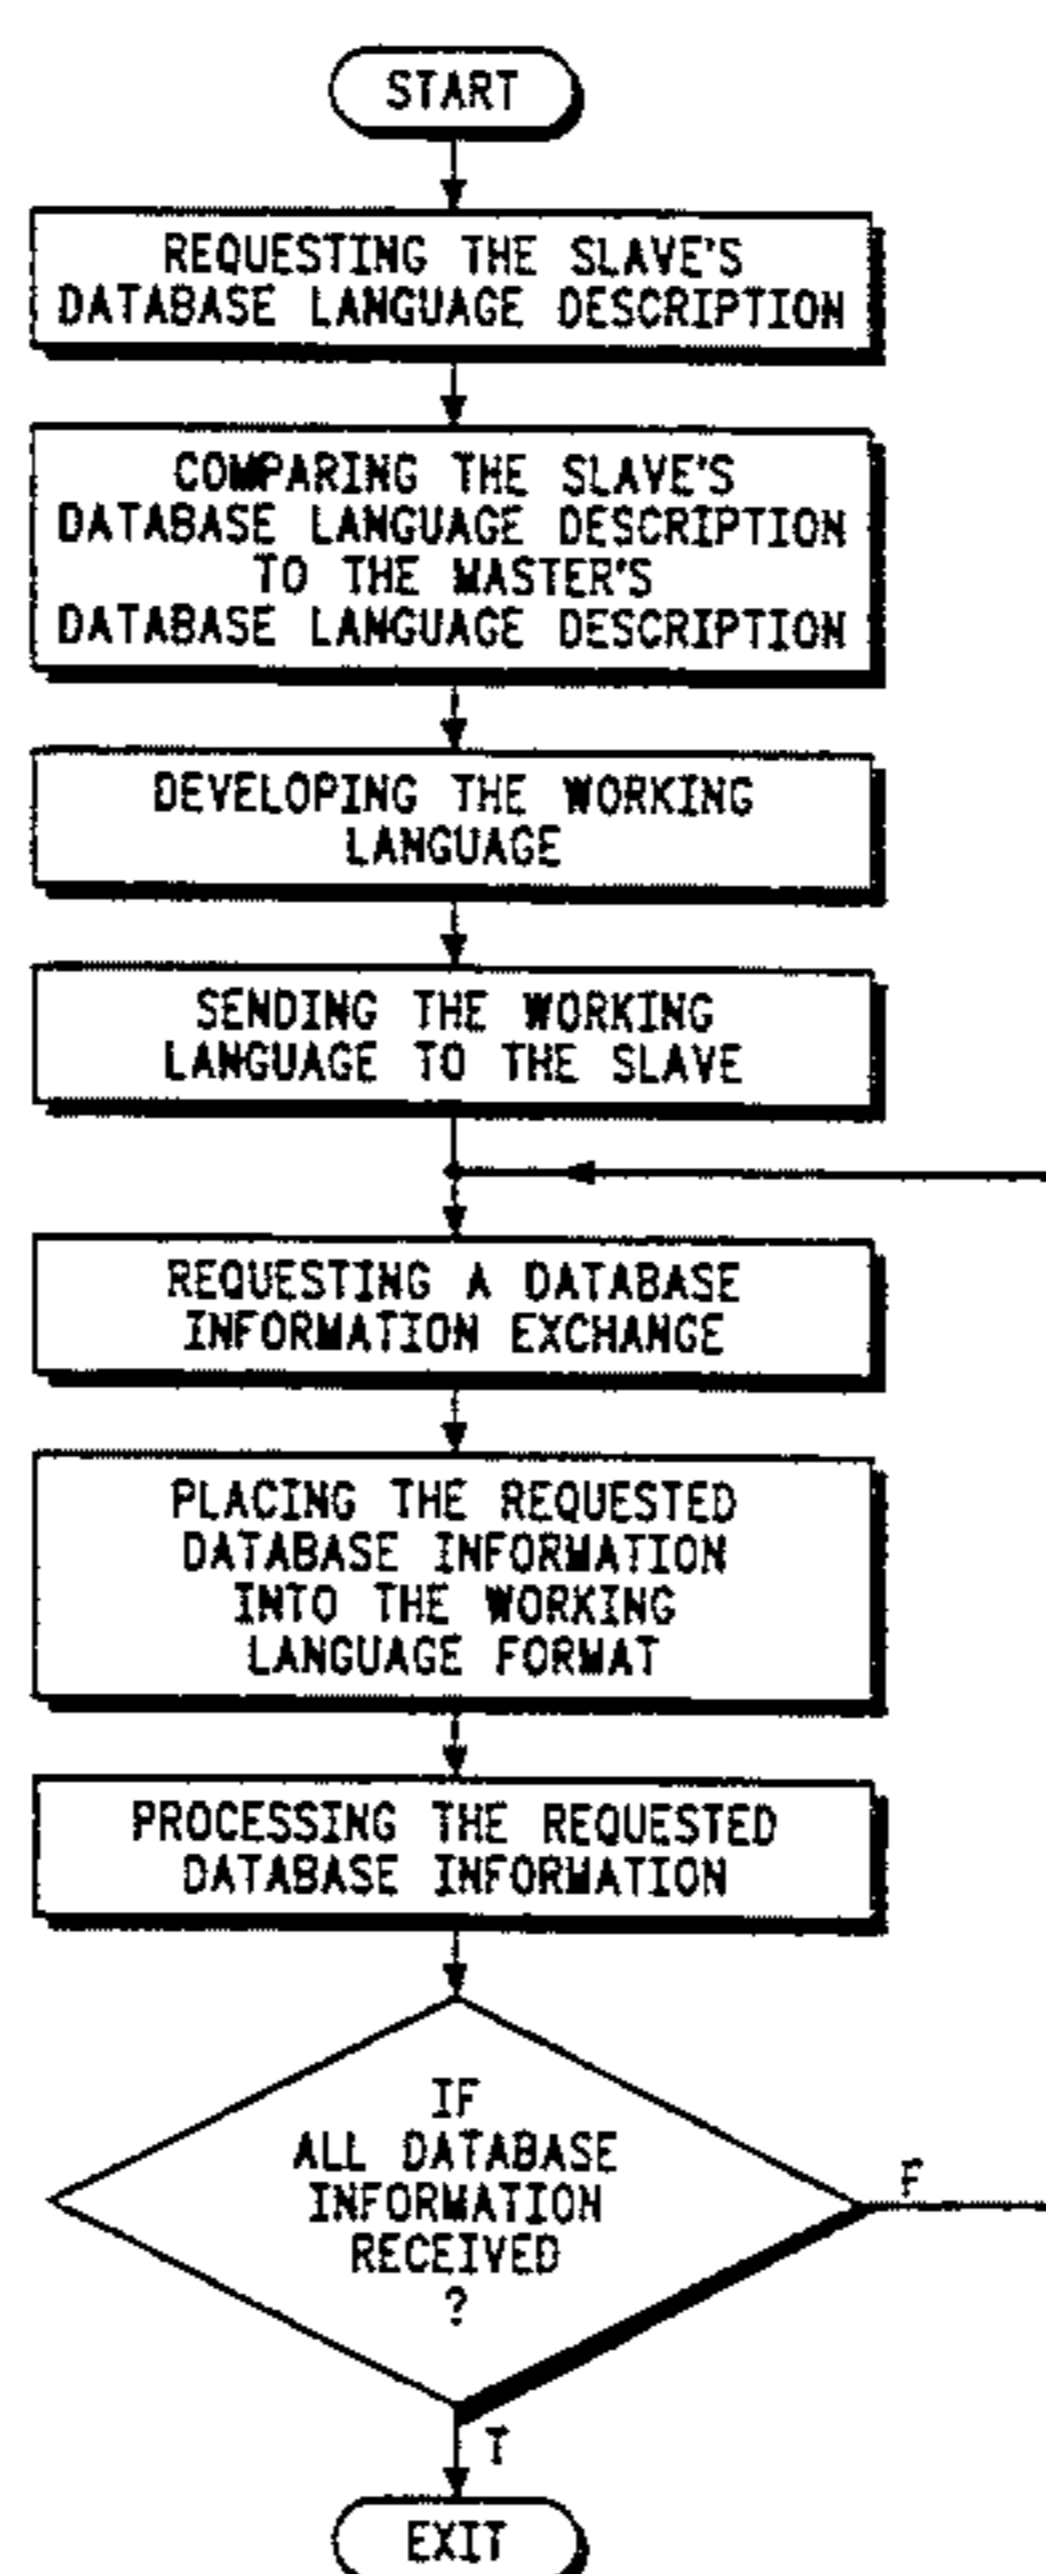 START
REQUESTING THE SLAVE'S
DATABASE LANGUAGE DESCRIPTION
COMPARING THE SLAVE'S
DATABASE LANGUAGE DESCRIPTION
TO THE MASTER'S
DATABASE LANGUAGE DESCRIPTION
DEVELOPING THE WORKING
LANGUAGE
SENDING THE WORKING
LANGUAGE TO THE SLAVE
REQUESTING A DATABASE
INFORMATION EXCHANGE
PLACING THE REQUESTED
DATABASE INFORMATION
INTO THE WORKING
LANGUAGE FORMAT
PROCESSING THE REQUESTED
DATABASE INFORMATION
IF
ALL DATABASE
INFORMATION
RECEIVED
?
F
T
EXIT